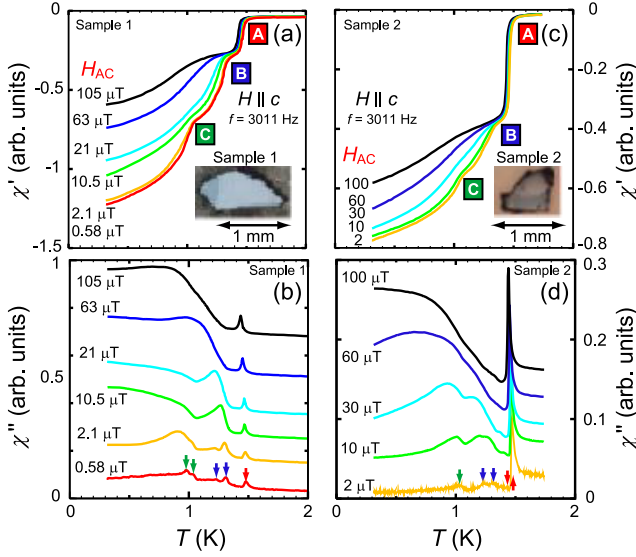 0
-0.5
-1
-1.5
χ' (arb. units)
Sample 1
(a)
A
B
C
H_AC
105 μT
63 μT
21 μT
10.5 μT
2.1 μT
0.58 μT
H || c
f = 3011 Hz
Sample 1
1 mm
Sample 2
(c)
A
B
C
H || c
f = 3011 Hz
H_AC
100
60
30
10
2
Sample 2
1 mm
0
-0.2
-0.4
-0.6
-0.8
χ' (arb. units)
1
0.5
0
χ'' (arb. units)
Sample 1
(b)
105 μT
63 μT
21 μT
10.5 μT
2.1 μT
0.58 μT
0 1 2
T (K)
Sample 2
(d)
100 μT
60 μT
30 μT
10 μT
2 μT
0.3
0.2
0.1
0
χ'' (arb. units)
0 1 2
T (K)